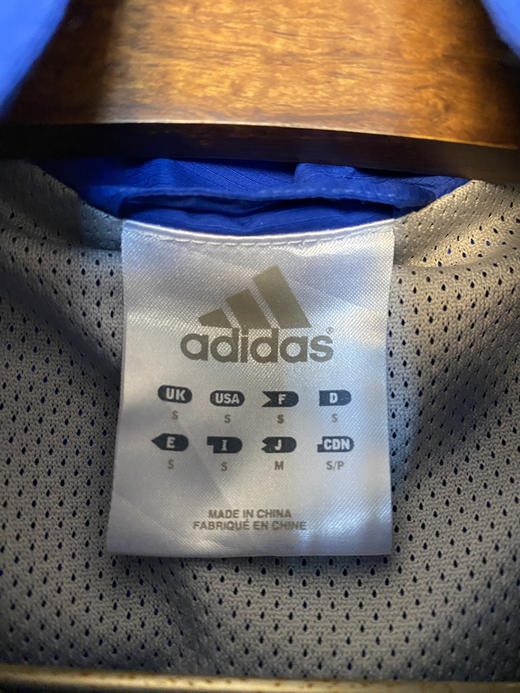 adidas®
UK USA F D
S S S S
E I J CDN
S S M S/P
MADE IN CHINA
FABRIQUÉ EN CHINE